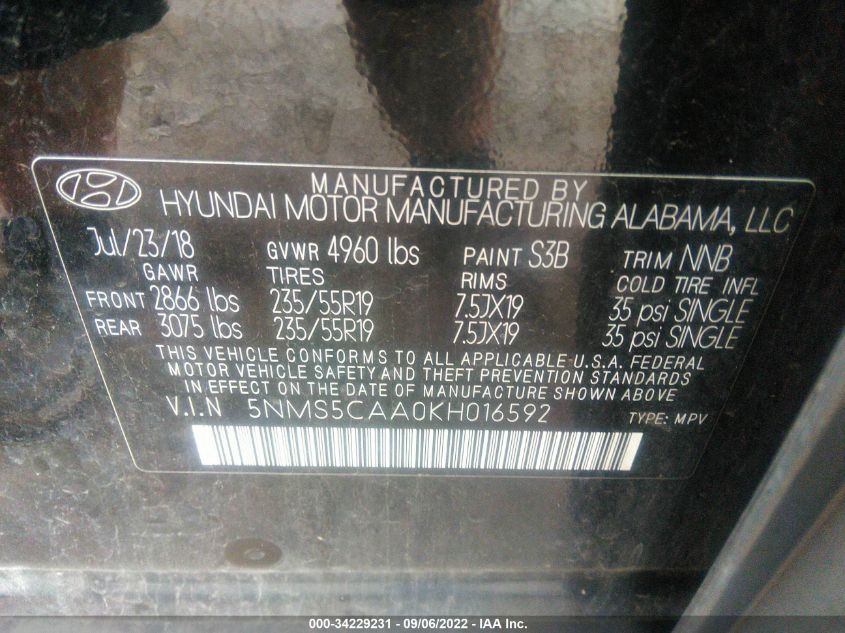 MANUFACTURED BY
HYUNDAI MOTOR MANUFACTURING ALABAMA, LLC
Jul/23/18 GVWR 4960 lbs PAINT S3B TRIM NNB
GAWR TIRES RIMS COLD TIRE INFL
FRONT 2866 lbs 235/55R19 7.5JX19 35 psi SINGLE
REAR 3075 lbs 235/55R19 7.5JX19 35 psi SINGLE
THIS VEHICLE CONFORMS TO ALL APPLICABLE U.S.A. FEDERAL
MOTOR VEHICLE SAFETY AND THEFT PREVENTION STANDARDS
IN EFFECT ON THE DATE OF MANUFACTURE SHOWN ABOVE
V.I.N 5NMS5CAA0KH016592 TYPE: MPV
000-34229231 - 09/06/2022 - IAA Inc.